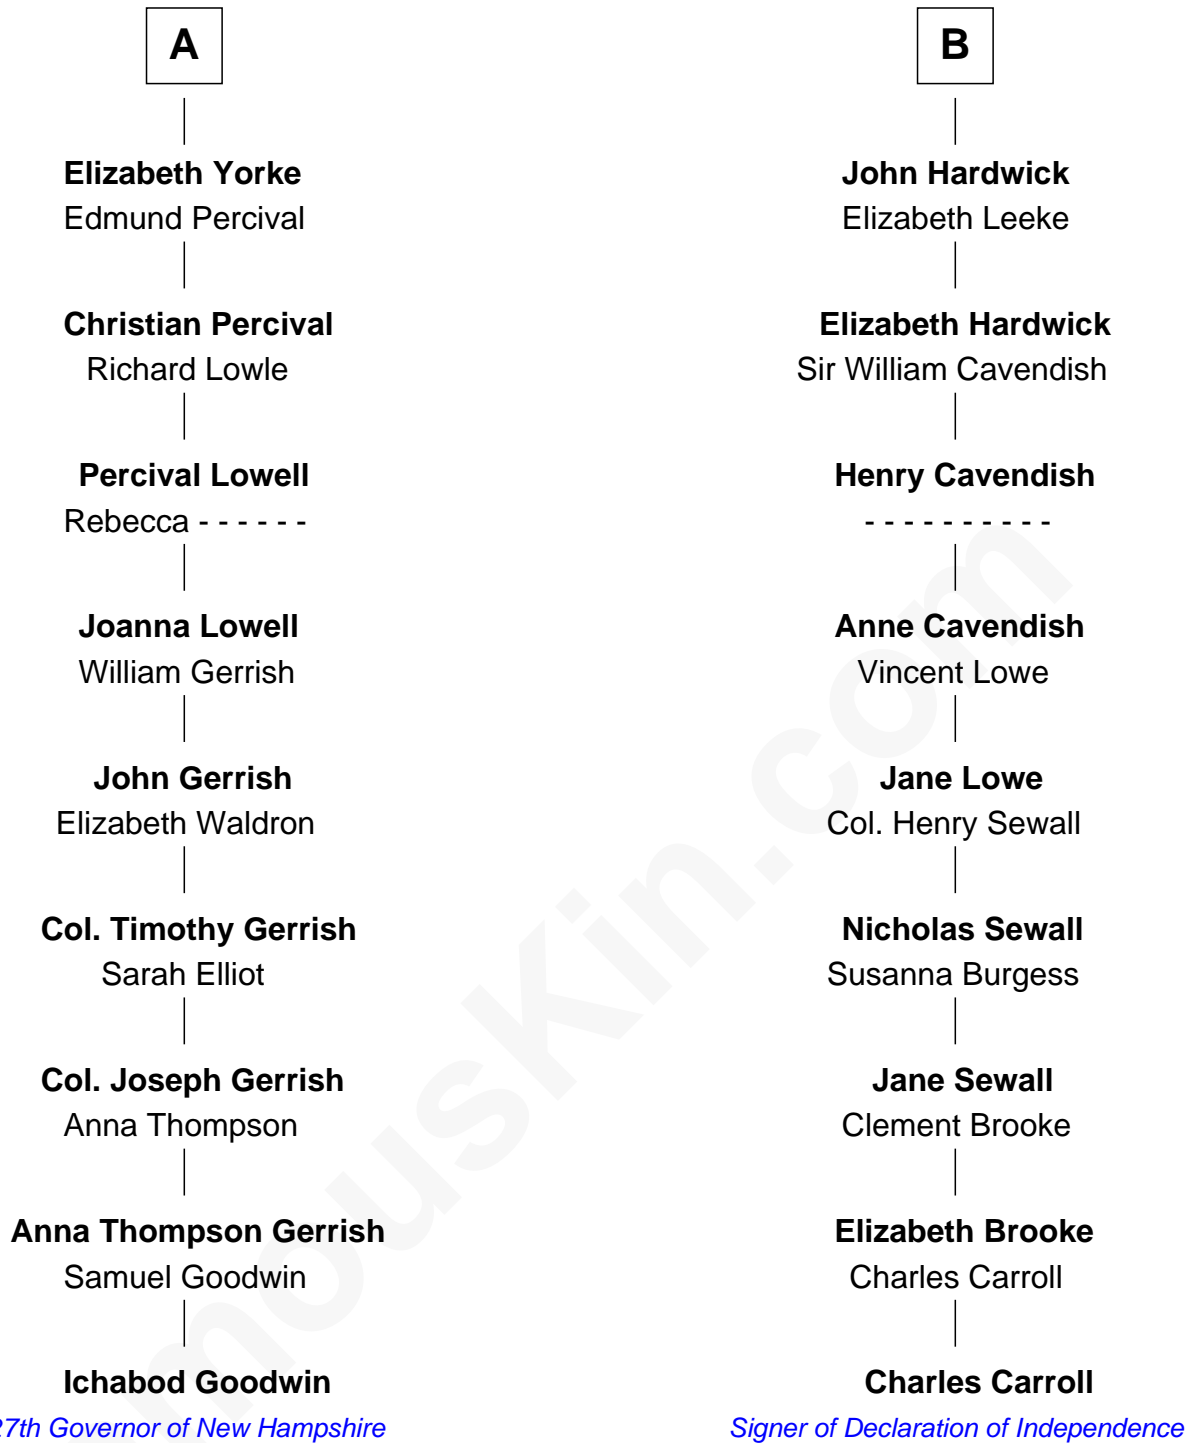 A
Elizabeth Yorke
Edmund Percival
Christian Percival
Richard Lowle
Percival Lowell
Rebecca - - - - - -
Joanna Lowell
William Gerrish
John Gerrish
Elizabeth Waldron
Col. Timothy Gerrish
Sarah Elliot
Col. Joseph Gerrish
Anna Thompson
Anna Thompson Gerrish
Samuel Goodwin
Ichabod Goodwin
27th Governor of New Hampshire
B
John Hardwick
Elizabeth Leeke
Elizabeth Hardwick
Sir William Cavendish
Henry Cavendish
- - - - - - - - - -
Anne Cavendish
Vincent Lowe
Jane Lowe
Col. Henry Sewall
Nicholas Sewall
Susanna Burgess
Jane Sewall
Clement Brooke
Elizabeth Brooke
Charles Carroll
Charles Carroll
Signer of Declaration of Independence
mouskin.com